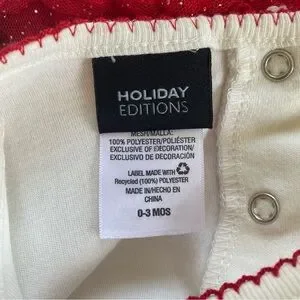 HOLIDAY
EDITIONS
MESH/MALLA:
100% POLYESTER/POLIÉSTER
EXCLUSIVE OF DECORATION/
EXCLUSIVO DE DECORACIÓN
LABEL MADE WITH
Recycled (100%) POLYESTER
MADE IN/HECHO EN
CHINA
0-3 MOS